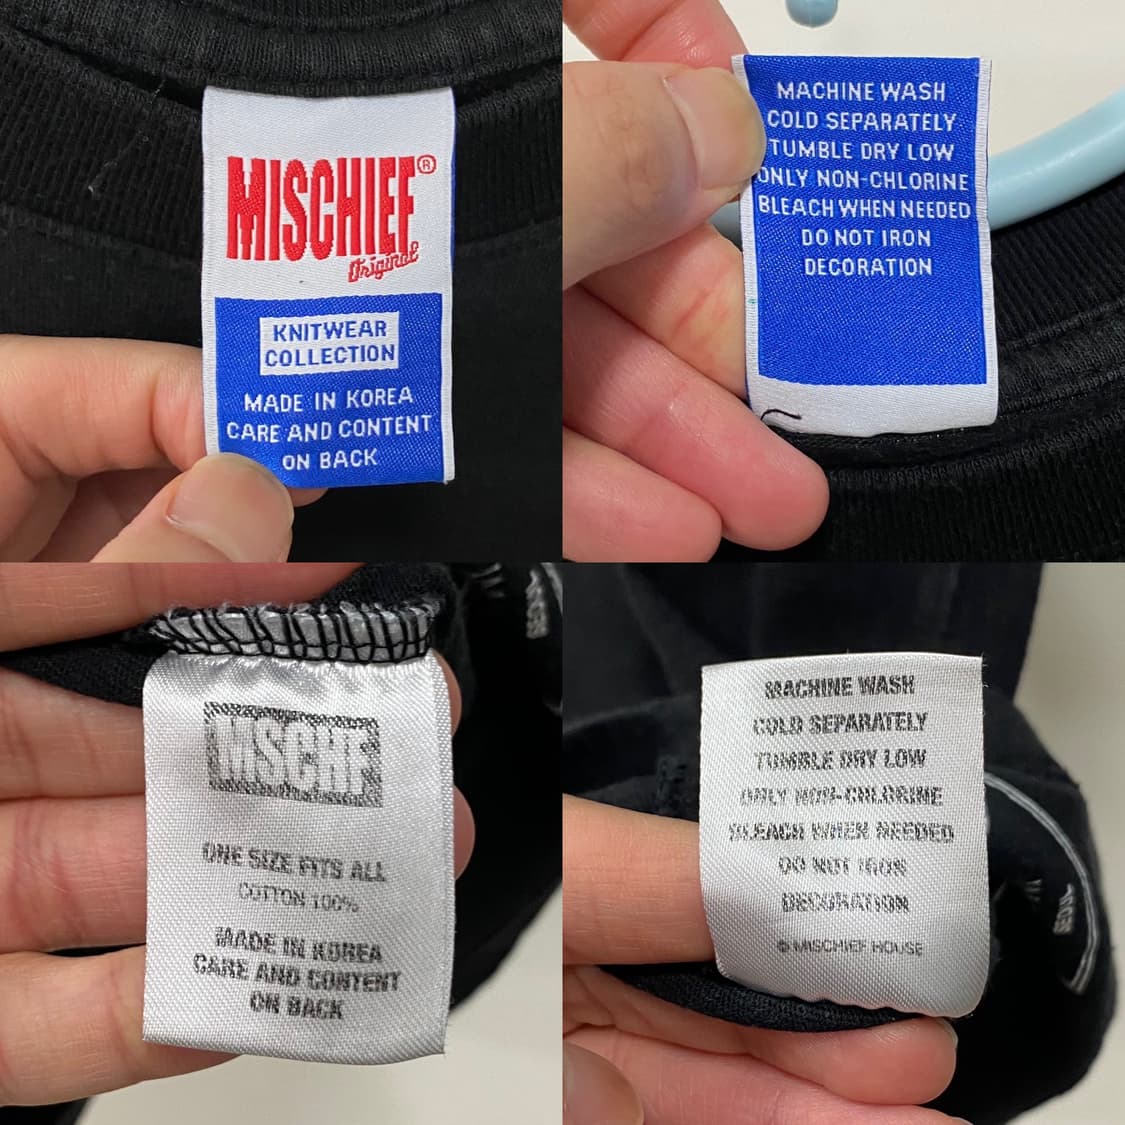 MISCHIEF®
Original
KNITWEAR
COLLECTION
MADE IN KOREA
CARE AND CONTENT
ON BACK
MACHINE WASH
COLD SEPARATELY
TUMBLE DRY LOW
ONLY NON-CHLORINE
BLEACH WHEN NEEDED
DO NOT IRON
DECORATION
MSCHF
ONE SIZE FITS ALL
COTTON 100%
MADE IN KOREA
CARE AND CONTENT
ON BACK
MACHINE WASH
COLD SEPARATELY
TUMBLE DRY LOW
ONLY NON-CHLORINE
BLEACH WHEN NEEDED
DO NOT IRON
DECORATION
© MISCHIEF HOUSE
SEOUL